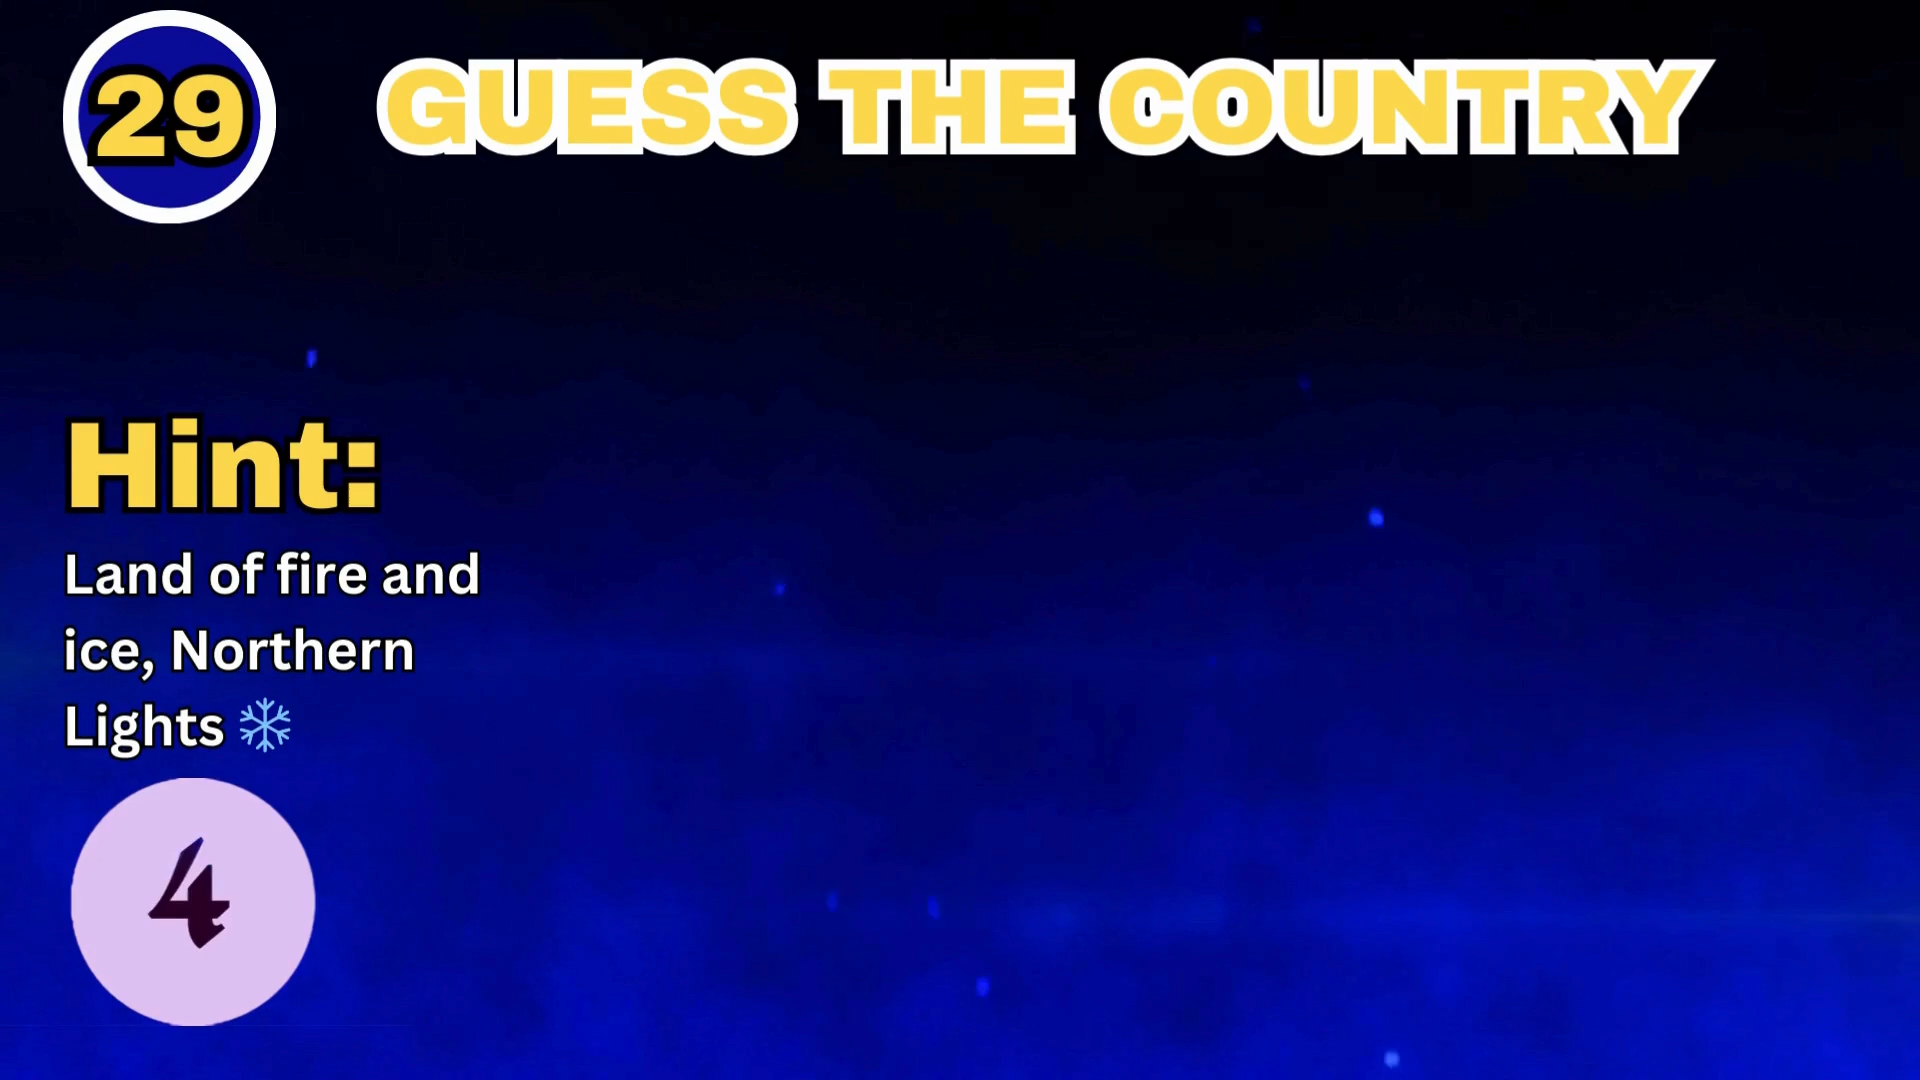 29
GUESS THE COUNTRY
Hint:
Land of fire and
ice, Northern
Lights ❄️
4